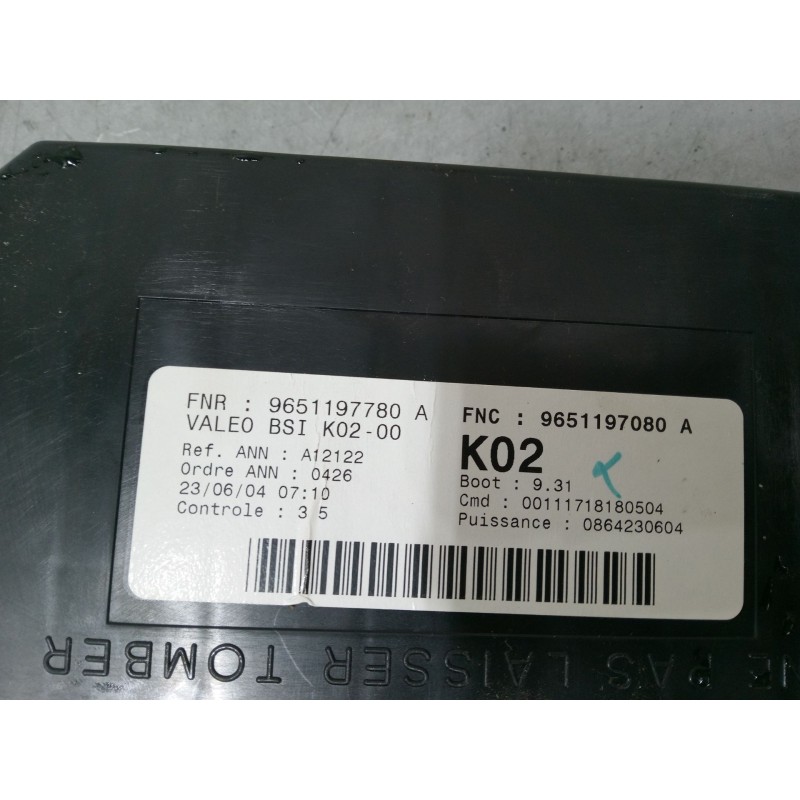 FNR : 9651197780 A
VALEO BSI K02-00
Ref. ANN : A12122
Ordre ANN : 0426
23/06/04 07:10
Controle : 3 5
FNC : 9651197080 A
K02
Boot : 9.31
Cmd : 00111718180504
Puissance : 0864230604
NE PAS LAISSER TOMBER